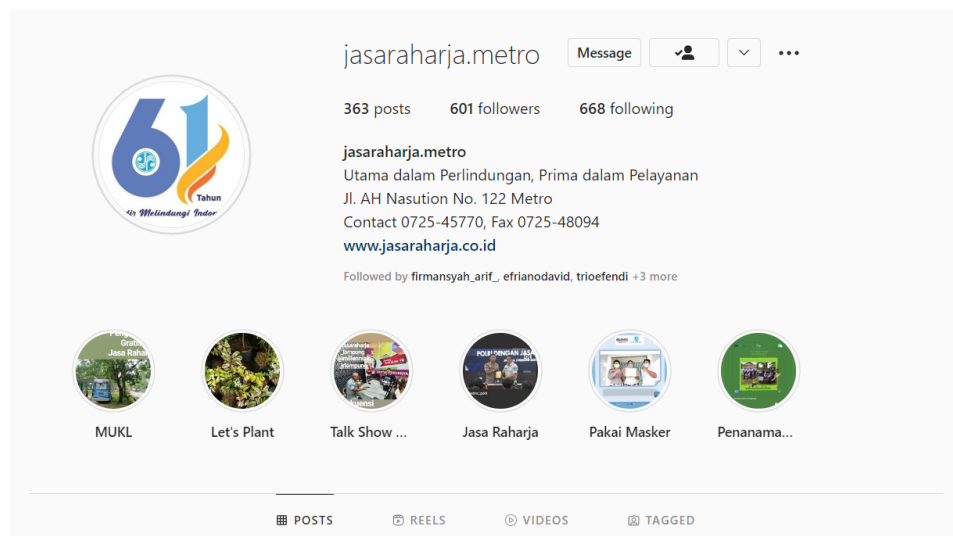 jasaraharja.metro Message
363 posts 601 followers 668 following
jasaraharja.metro
Utama dalam Perlindungan, Prima dalam Pelayanan
Jl. AH Nasution No. 122 Metro
Contact 0725-45770, Fax 0725-48094
www.jasaraharja.co.id
Followed by firmansyah_arif_, efrianodavid, trioefendi +3 more
61
Tahun
Melindungi
MUKL Let's Plant Talk Show ... Jasa Raharja Pakai Masker Penanama...
POSTS REELS VIDEOS TAGGED